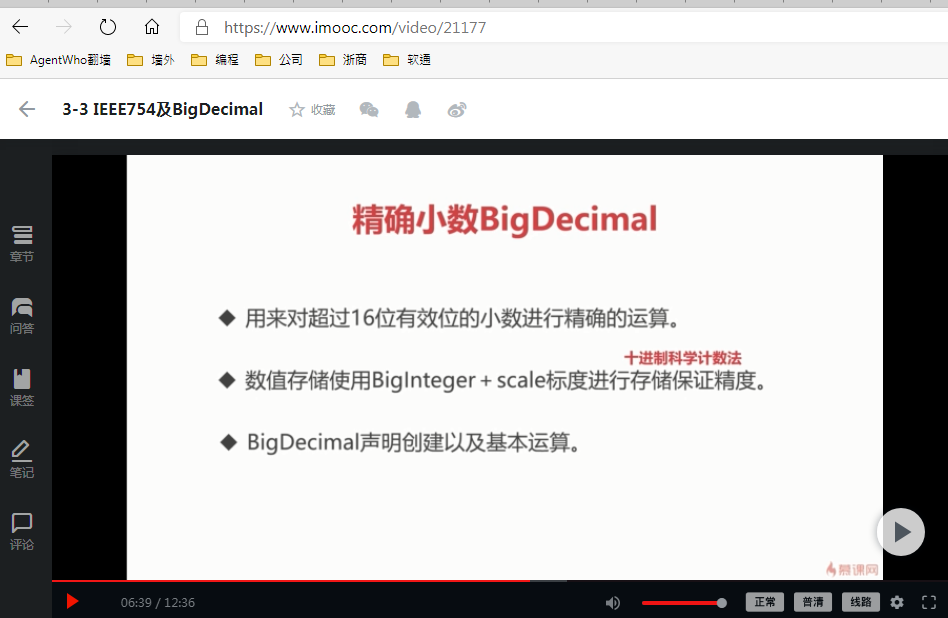 https://www.imooc.com/video/21177
AgentWho翻墙 墙外 编程 公司 浙商 软通
3-3 IEEE754及BigDecimal 收藏
精确小数BigDecimal
章节
问答
课签
笔记
评论
◆ 用来对超过16位有效位的小数进行精确的运算。
十进制科学计数法
◆ 数值存储使用BigInteger+scale标度进行存储保证精度。
◆ BigDecimal声明创建以及基本运算。
慕课网
06:39 / 12:36 正常 普清 线路